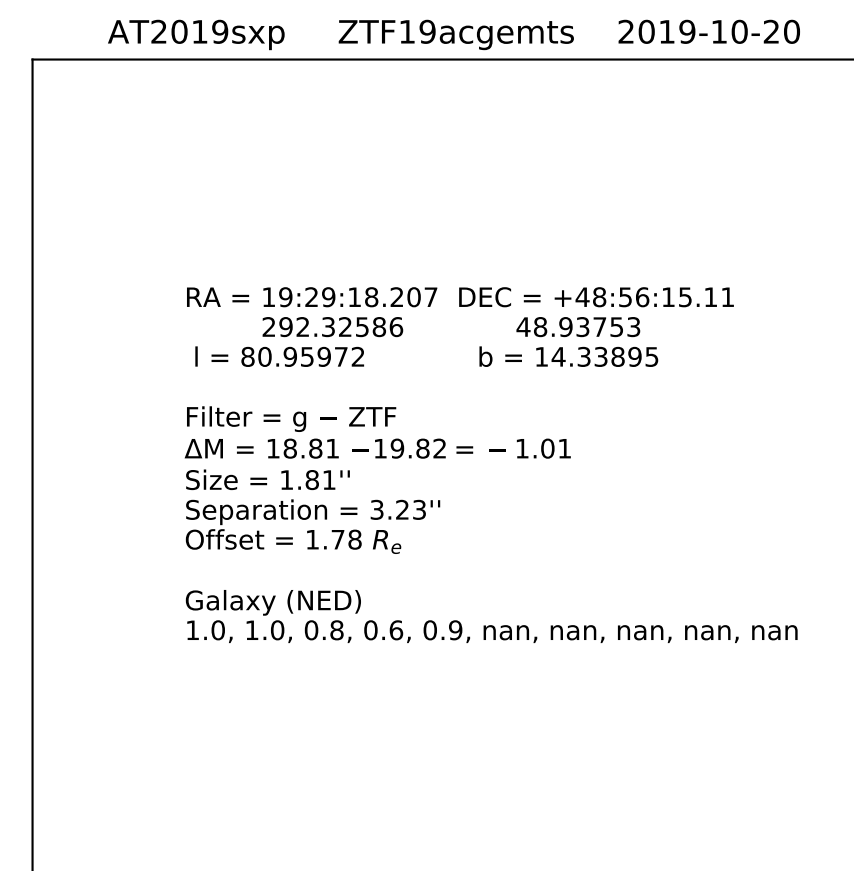 AT2019sxp ZTF19acgemts 2019-10-20
RA = 19:29:18.207 DEC = +48:56:15.11
292.32586 48.93753
l = 80.95972 b = 14.33895
Filter = g − ZTF
ΔM = 18.81 −19.82 = − 1.01
Size = 1.81''
Separation = 3.23''
Offset = 1.78 Re
Galaxy (NED)
1.0, 1.0, 0.8, 0.6, 0.9, nan, nan, nan, nan, nan